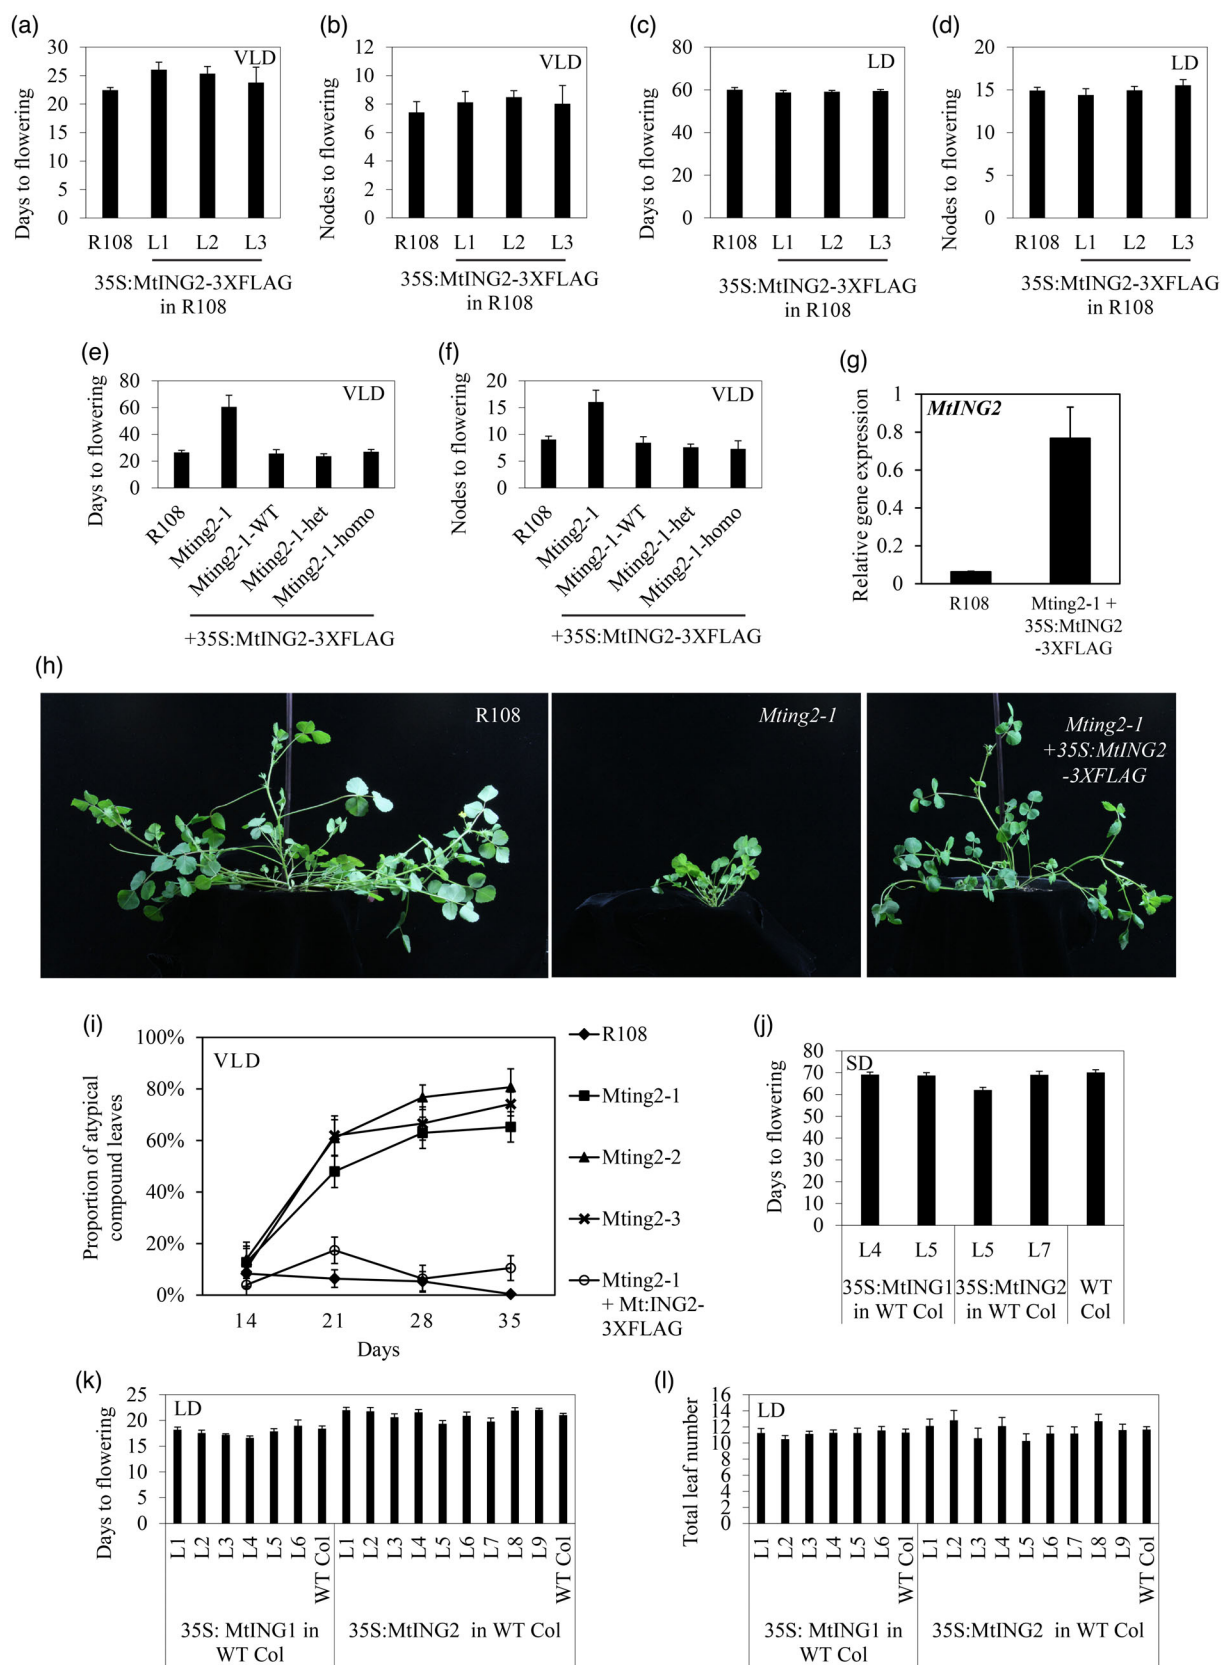 (a)
Days to flowering
30
25
20
15
10
5
0
VLD
R108 L1 L2 L3
35S:MtING2-3XFLAG
in R108
(b)
Nodes to flowering
12
10
8
6
4
2
0
VLD
R108 L1 L2 L3
35S:MtING2-3XFLAG
in R108
(c)
Days to flowering
80
60
40
20
0
LD
R108 L1 L2 L3
35S:MtING2-3XFLAG
in R108
(d)
Nodes to flowering
20
15
10
5
0
LD
R108 L1 L2 L3
35S:MtING2-3XFLAG
in R108
(e)
Days to flowering
80
60
40
20
0
VLD
R108
Mting2-1
Mting2-1-WT
Mting2-1-het
Mting2-1-homo
+35S:MtING2-3XFLAG
(f)
Nodes to flowering
20
15
10
5
0
VLD
R108
Mting2-1
Mting2-1-WT
Mting2-1-het
Mting2-1-homo
+35S:MtING2-3XFLAG
(g)
Relative gene expression
1
0.8
0.6
0.4
0.2
0
MtING2
R108
Mting2-1 +
35S:MtING2
-3XFLAG
(h)
R108
Mting2-1
Mting2-1
+35S:MtING2
-3XFLAG
(i)
Proportion of atypical
compound leaves
100%
80%
60%
40%
20%
0%
VLD
14 21 28 35
Days
R108
Mting2-1
Mting2-2
Mting2-3
Mting2-1
+ Mt:ING2-
3XFLAG
(j)
Days to flowering
80
70
60
50
40
30
20
10
0
SD
L4 L5 L5 L7
35S:MtING1
in WT Col
35S:MtING2
in WT Col
WT
Col
(k)
Days to flowering
25
20
15
10
5
0
LD
L1 L2 L3 L4 L5 L6 WT Col L1 L2 L3 L4 L5 L6 L7 L8 L9 WT Col
35S: MtING1 in
WT Col
35S:MtING2 in WT Col
(l)
Total leaf number
16
14
12
10
8
6
4
2
0
LD
L1 L2 L3 L4 L5 L6 WT Col L1 L2 L3 L4 L5 L6 L7 L8 L9 WT Col
35S: MtING1 in
WT Col
35S:MtING2 in WT Col